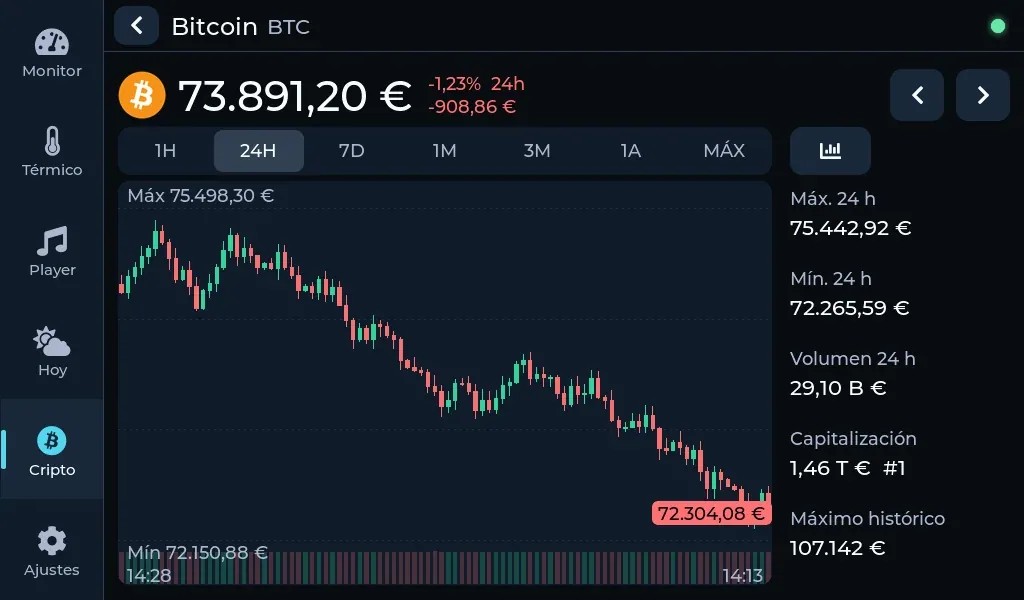 Bitcoin BTC
Monitor
Térmico
Player
Hoy
Cripto
Ajustes
73.891,20 €
-1,23% 24h
-908,86 €
1H 24H 7D 1M 3M 1A MÁX
Máx 75.498,30 €
72.304,08 €
Mín 72.150,88 €
14:28 14:13
Máx. 24 h
75.442,92 €
Mín. 24 h
72.265,59 €
Volumen 24 h
29,10 B €
Capitalización
1,46 T € #1
Máximo histórico
107.142 €